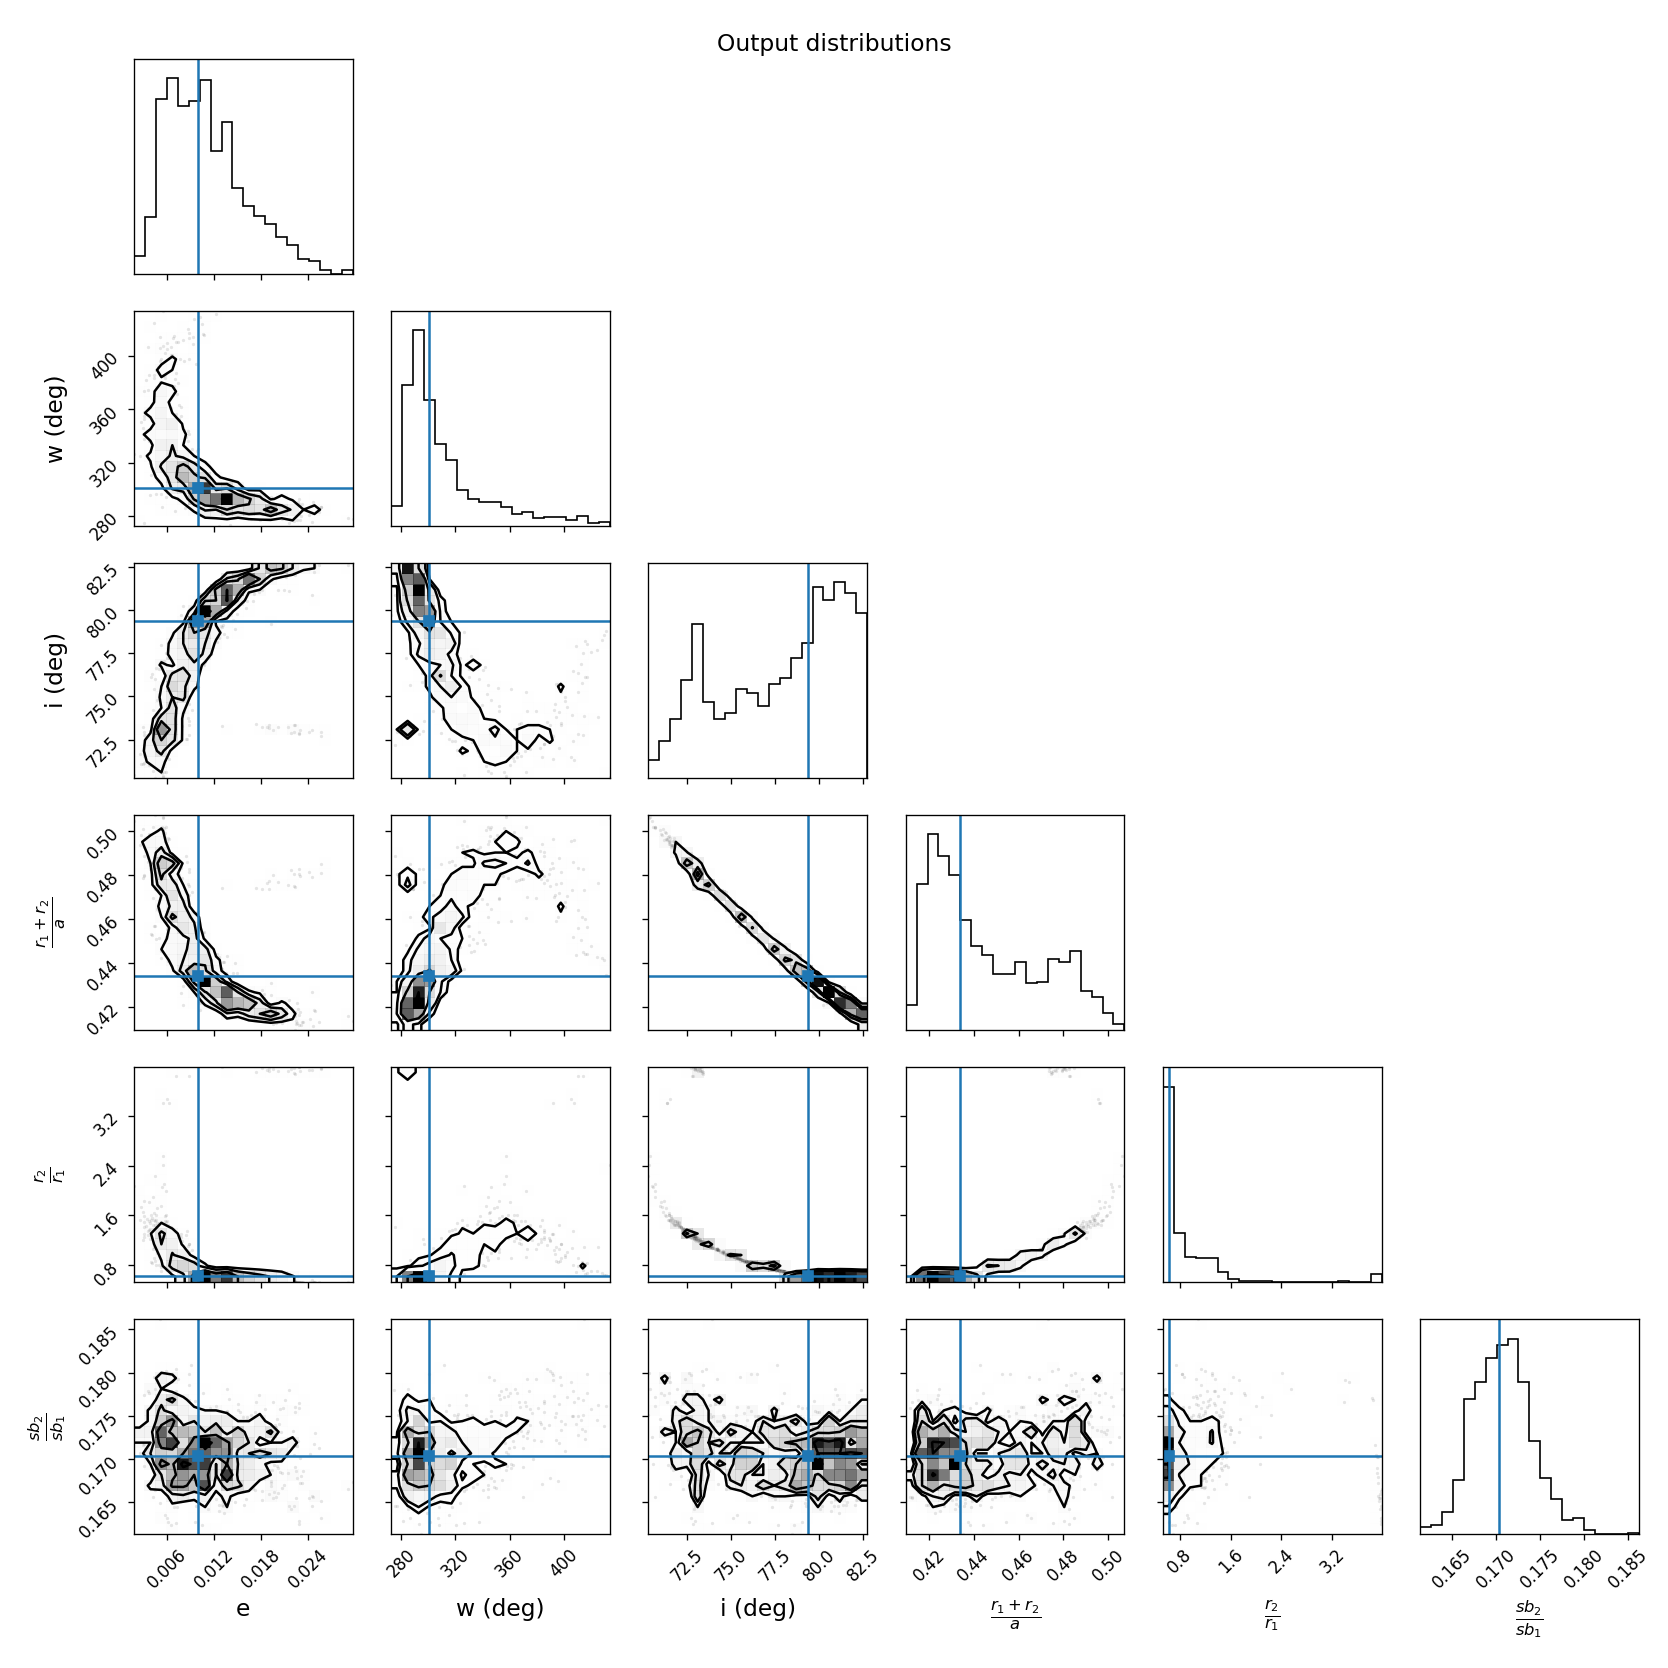 Output distributions
w (deg)
400
360
320
280
i (deg)
82.5
80.0
77.5
75.0
72.5
r1 + r2
a
0.50
0.48
0.46
0.44
0.42
r2
r1
3.2
2.4
1.6
0.8
sb2
sb1
0.185
0.180
0.175
0.170
0.165
0.006 0.012 0.018 0.024
280 320 360 400
72.5 75.0 77.5 80.0 82.5
0.42 0.44 0.46 0.48 0.50
0.8 1.6 2.4 3.2
0.165 0.170 0.175 0.180 0.185
e
w (deg)
i (deg)
r1 + r2
a
r2
r1
sb2
sb1